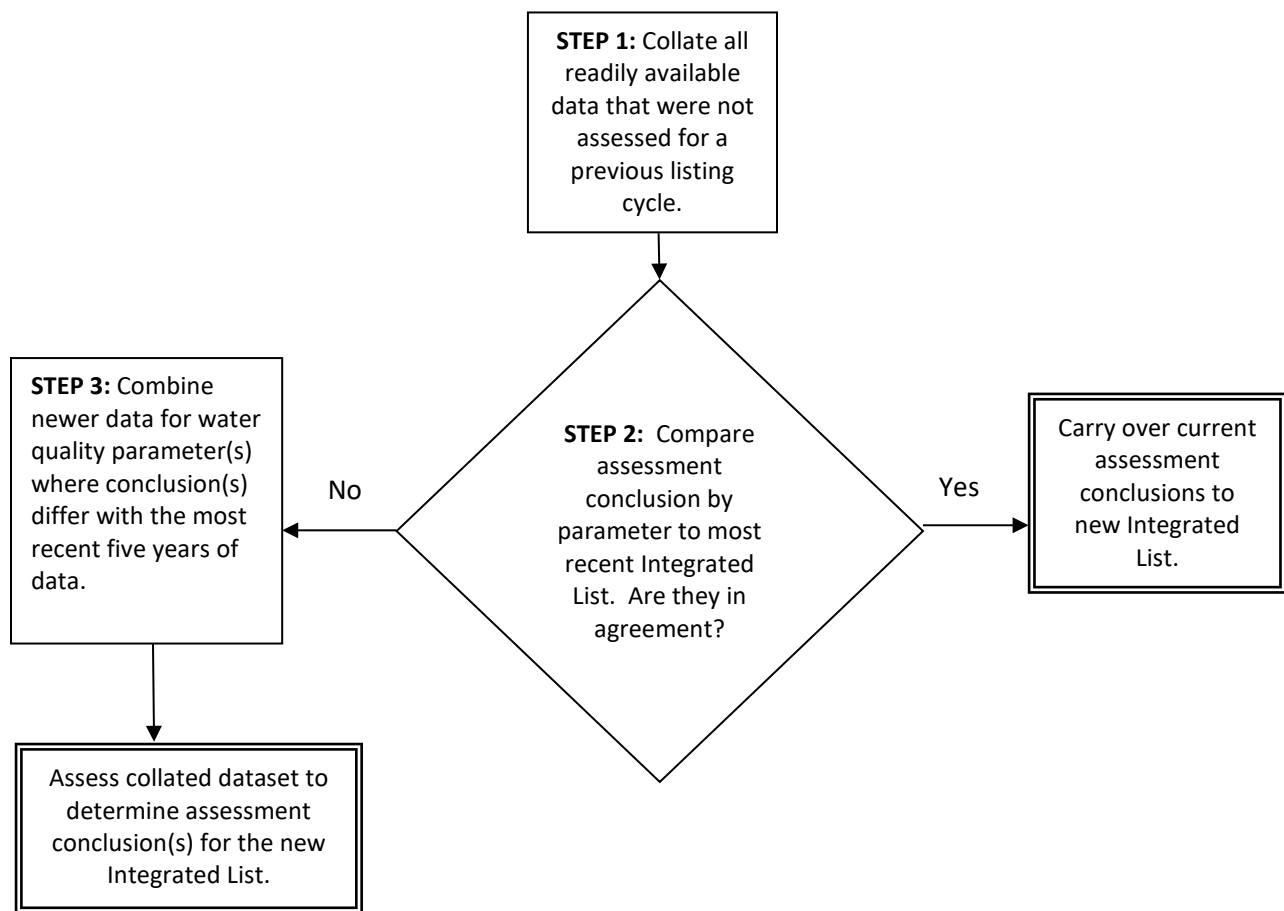 STEP 1: Collate all
readily available
data that were not
assessed for a
previous listing
cycle.
STEP 2:  Compare
assessment
conclusion by
parameter to most
recent Integrated
List.  Are they in
agreement?
No
STEP 3: Combine
newer data for water
quality parameter(s)
where conclusion(s)
differ with the most
recent five years of
data.
Assess collated dataset to
determine assessment
conclusion(s) for the new
Integrated List.
Yes
Carry over current
assessment
conclusions to
new Integrated
List.